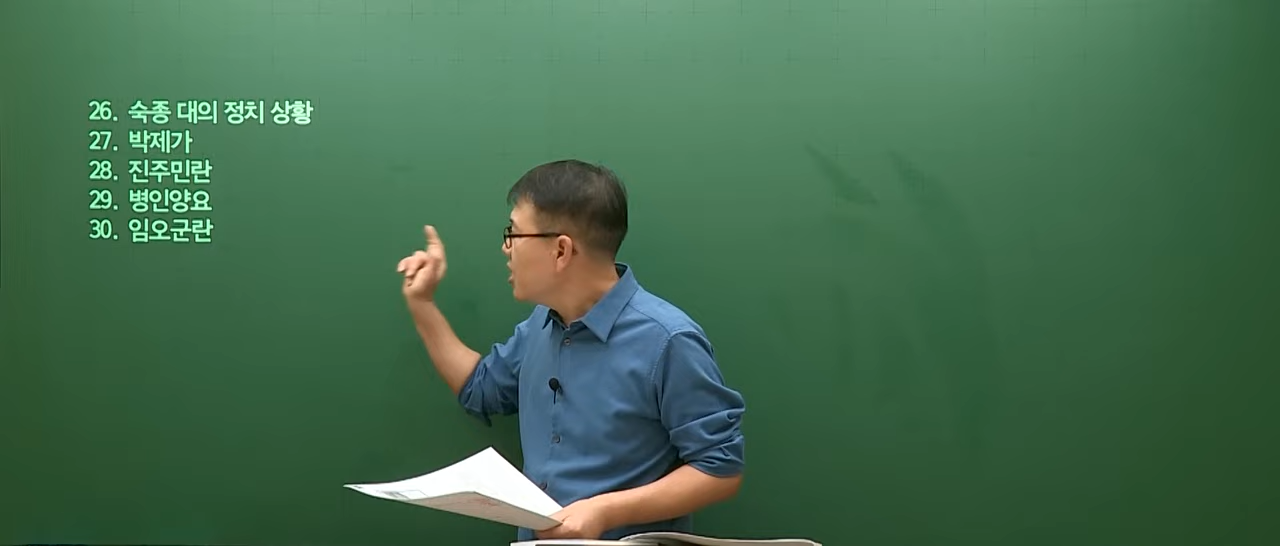 26. 숙종 대의 정치 상황
27. 박제가
28. 진주민란
29. 병인양요
30. 임오군란